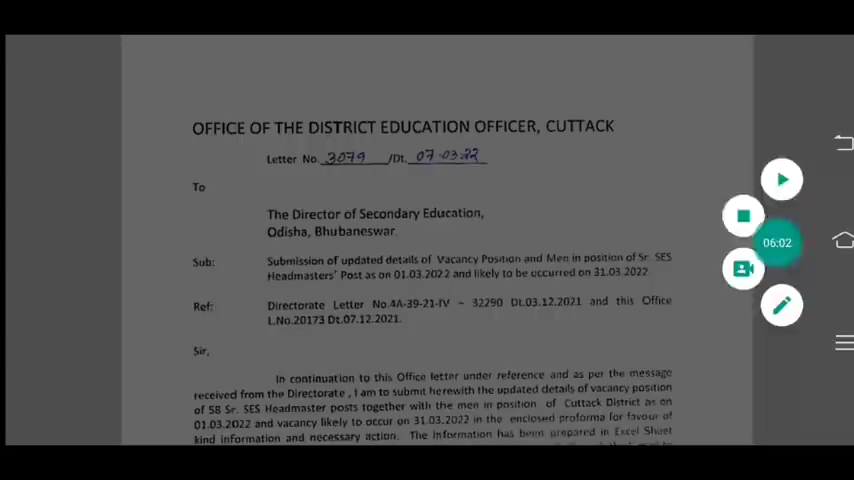 OFFICE OF THE DISTRICT EDUCATION OFFICER, CUTTACK
Letter No. 3079 /Dt. 07.03.22
To
The Director of Secondary Education,
Odisha, Bhubaneswar.
Sub: Submission of updated details of Vacancy Position and Men in position of Sr. SES
Headmasters' Post as on 01.03.2022 and likely to be occurred on 31.03.2022.
Ref: Directorate Letter No.4A-39-21-IV – 32290 Dt.03.12.2021 and this Office
L.No.20173 Dt.07.12.2021.
Sir,
In continuation to this Office letter under reference and as per the message
received from the Directorate , I am to submit herewith the updated details of vacancy position
of 58 Sr. SES Headmaster posts together with the men in position of Cuttack District as on
01.03.2022 and vacancy likely to occur on 31.03.2022 in the enclosed proforma for favour of
kind information and necessary action. The information has been prepared in Excel Sheet
06:02